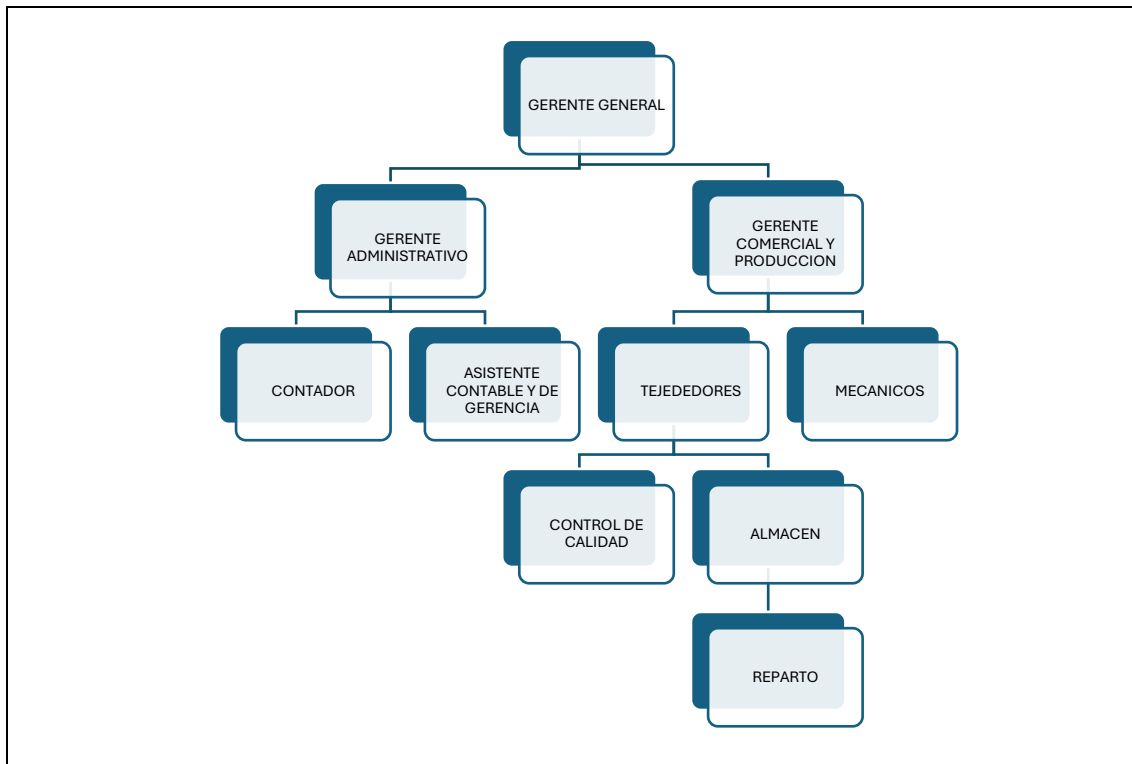 GERENTE GENERAL
GERENTE
ADMINISTRATIVO
GERENTE
COMERCIAL Y
PRODUCCION
CONTADOR
ASISTENTE
CONTABLE Y DE
GERENCIA
TEJEDEDORES
MECANICOS
CONTROL DE
CALIDAD
ALMACEN
REPARTO